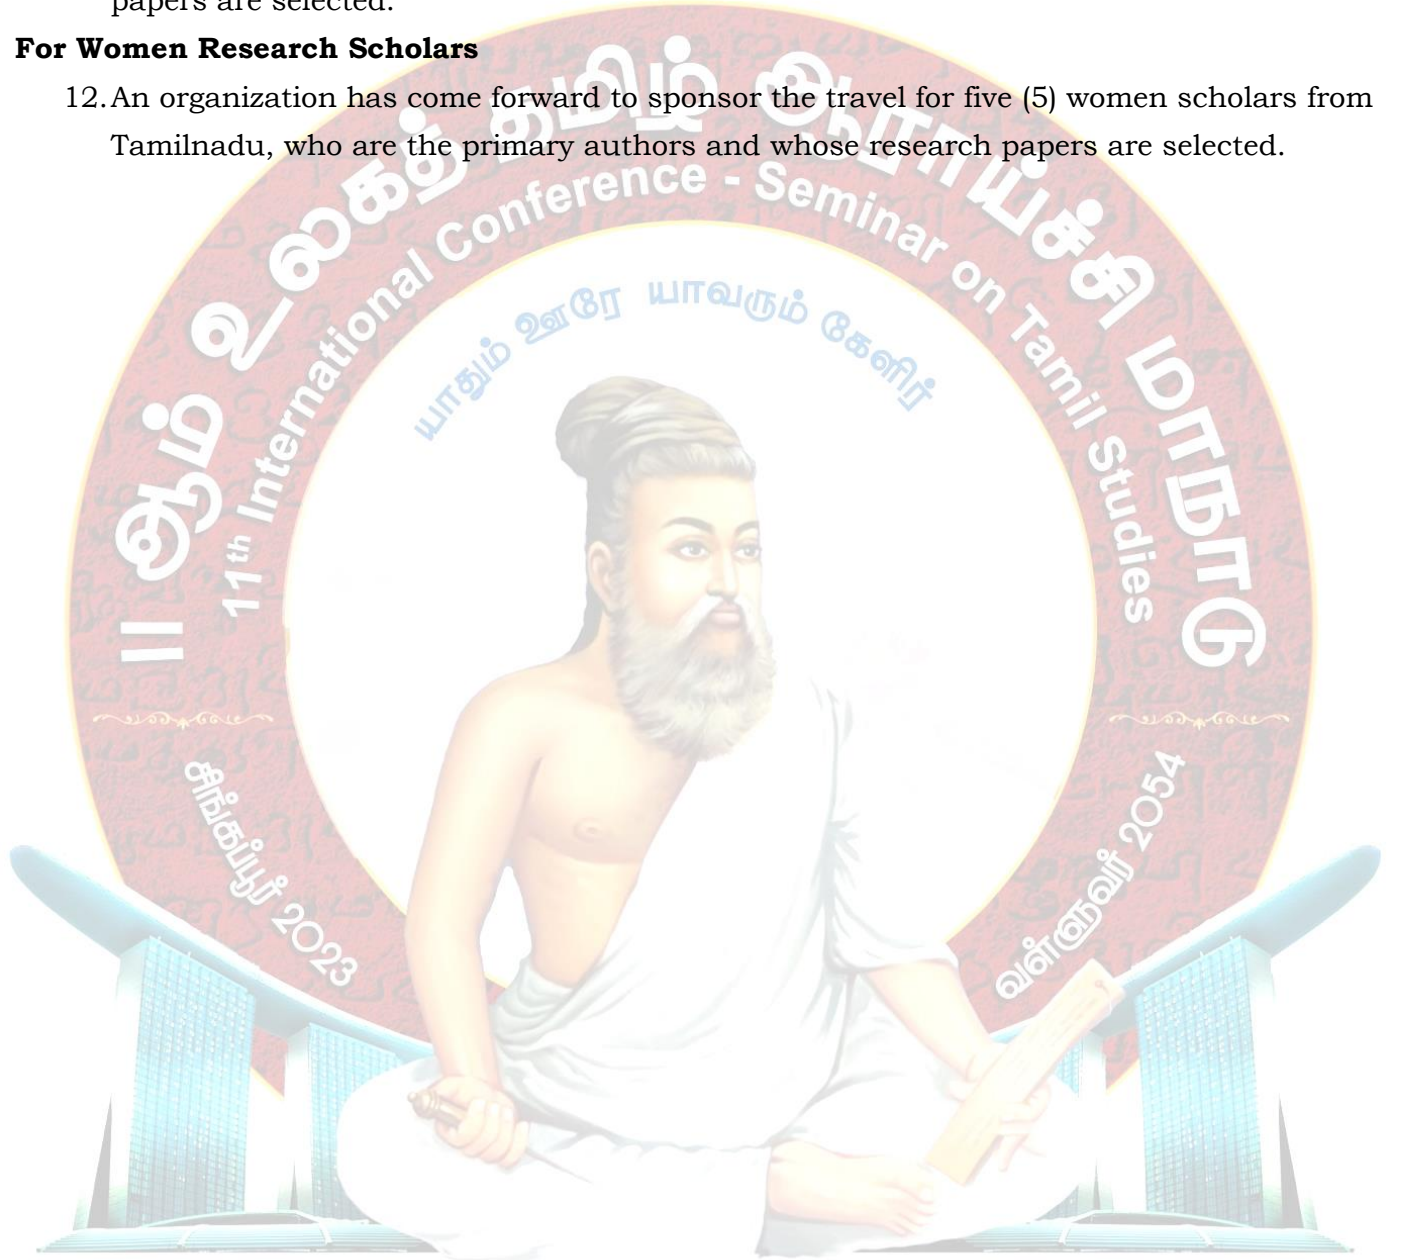 papers are selected.
For Women Research Scholars
12. An organization has come forward to sponsor the travel for five (5) women scholars from
Tamilnadu, who are the primary authors and whose research papers are selected.
11 ஆம் உலகத் தமிழ் ஆராய்ச்சி மாநாடு
11th International Conference - Seminar on Tamil Studies
யாதும் ஊரே யாவரும் கேளிர்
சிங்கப்பூர் 2023
வள்ளுவர் 2054